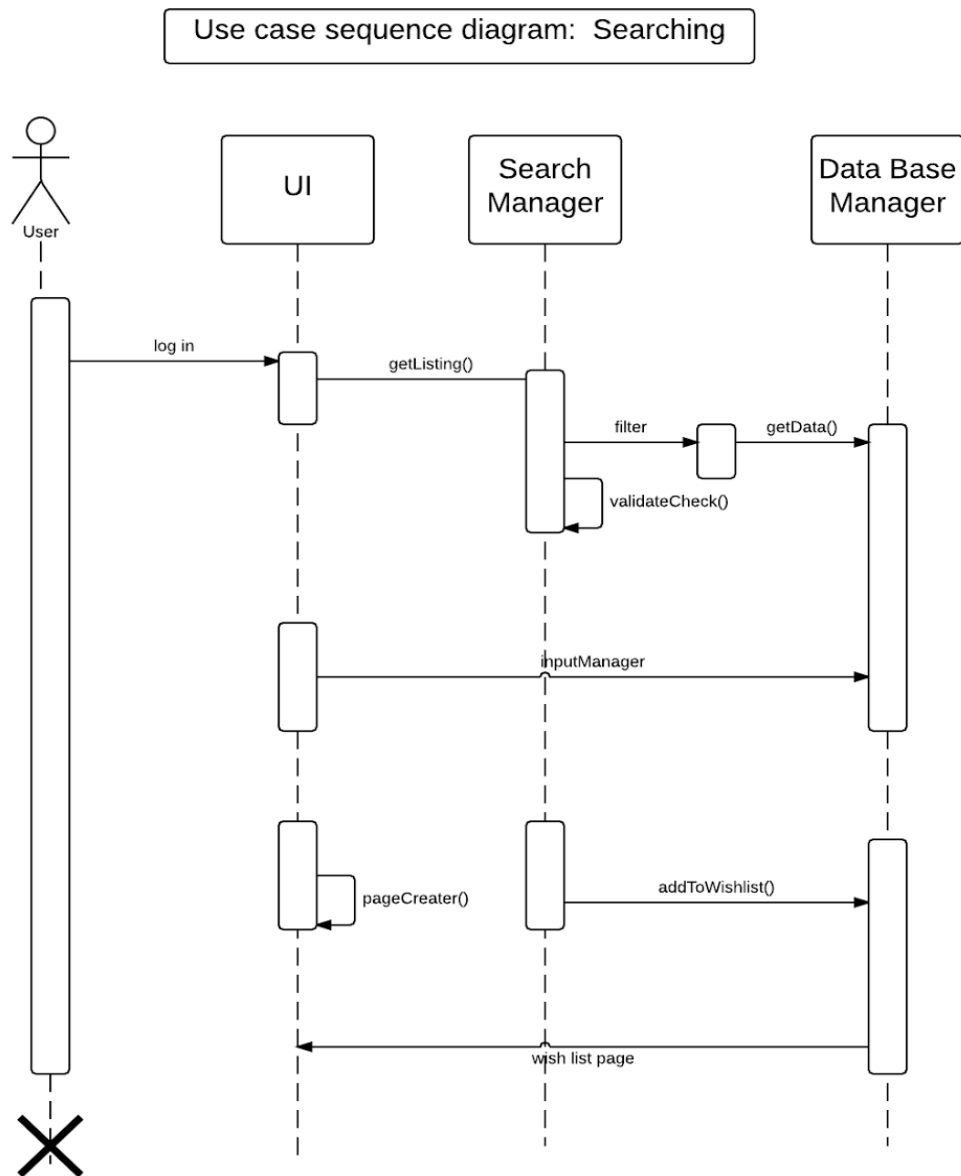 Use case sequence diagram:  Searching
User
UI
Search
Manager
Data Base
Manager
log in
getListing()
filter
getData()
validateCheck()
inputManager
pageCreater()
addToWishlist()
wish list page